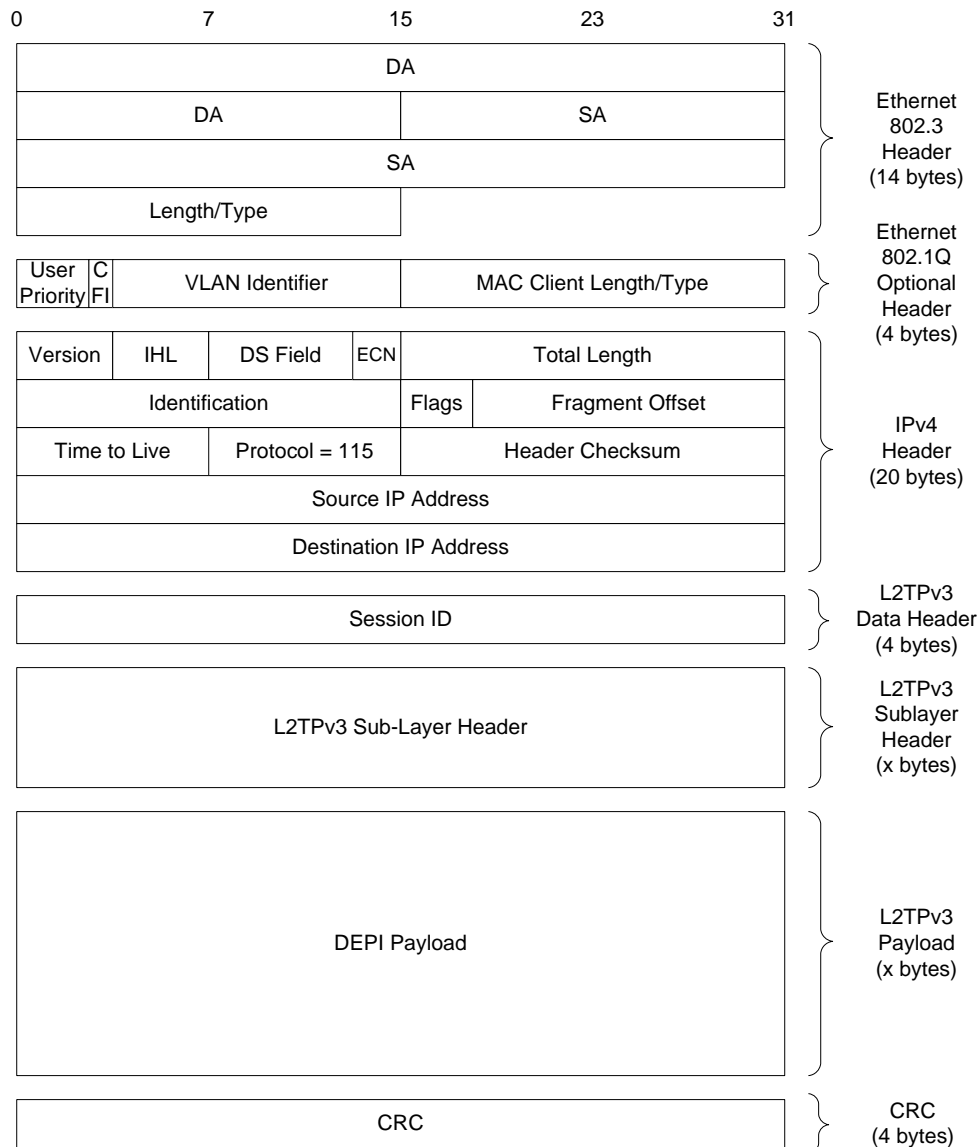 0 7 15 23 31
DA
DA SA
SA
Length/Type
Ethernet
802.3
Header
(14 bytes)
User
Priority
C
FI
VLAN Identifier
MAC Client Length/Type
Ethernet
802.1Q
Optional
Header
(4 bytes)
Version IHL DS Field ECN Total Length
Identification Flags Fragment Offset
Time to Live Protocol = 115 Header Checksum
Source IP Address
Destination IP Address
IPv4
Header
(20 bytes)
Session ID
L2TPv3
Data Header
(4 bytes)
L2TPv3 Sub-Layer Header
L2TPv3
Sublayer
Header
(x bytes)
DEPI Payload
L2TPv3
Payload
(x bytes)
CRC
CRC
(4 bytes)